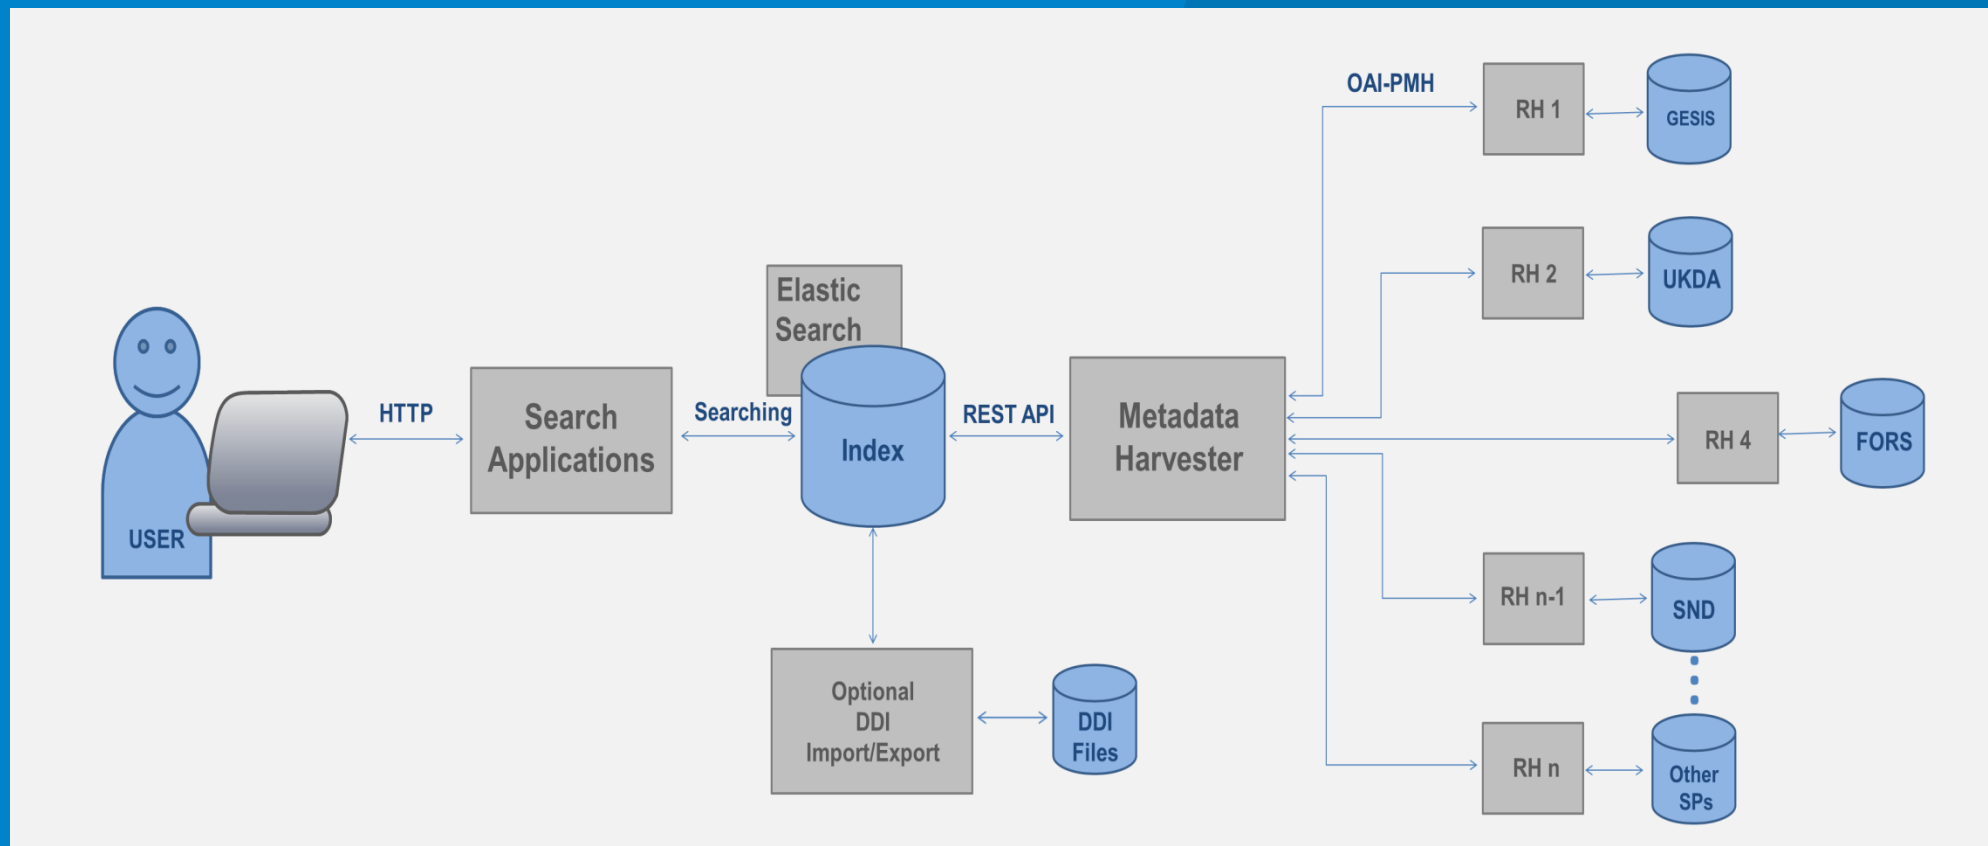 OAI-PMH
RH 1
GESIS
RH 2
UKDA
Elastic
Search
HTTP
Search
Applications
Searching
Index
REST API
Metadata
Harvester
RH 4
FORS
USER
RH n-1
SND
Optional
DDI
Import/Export
DDI
Files
RH n
Other
SPs